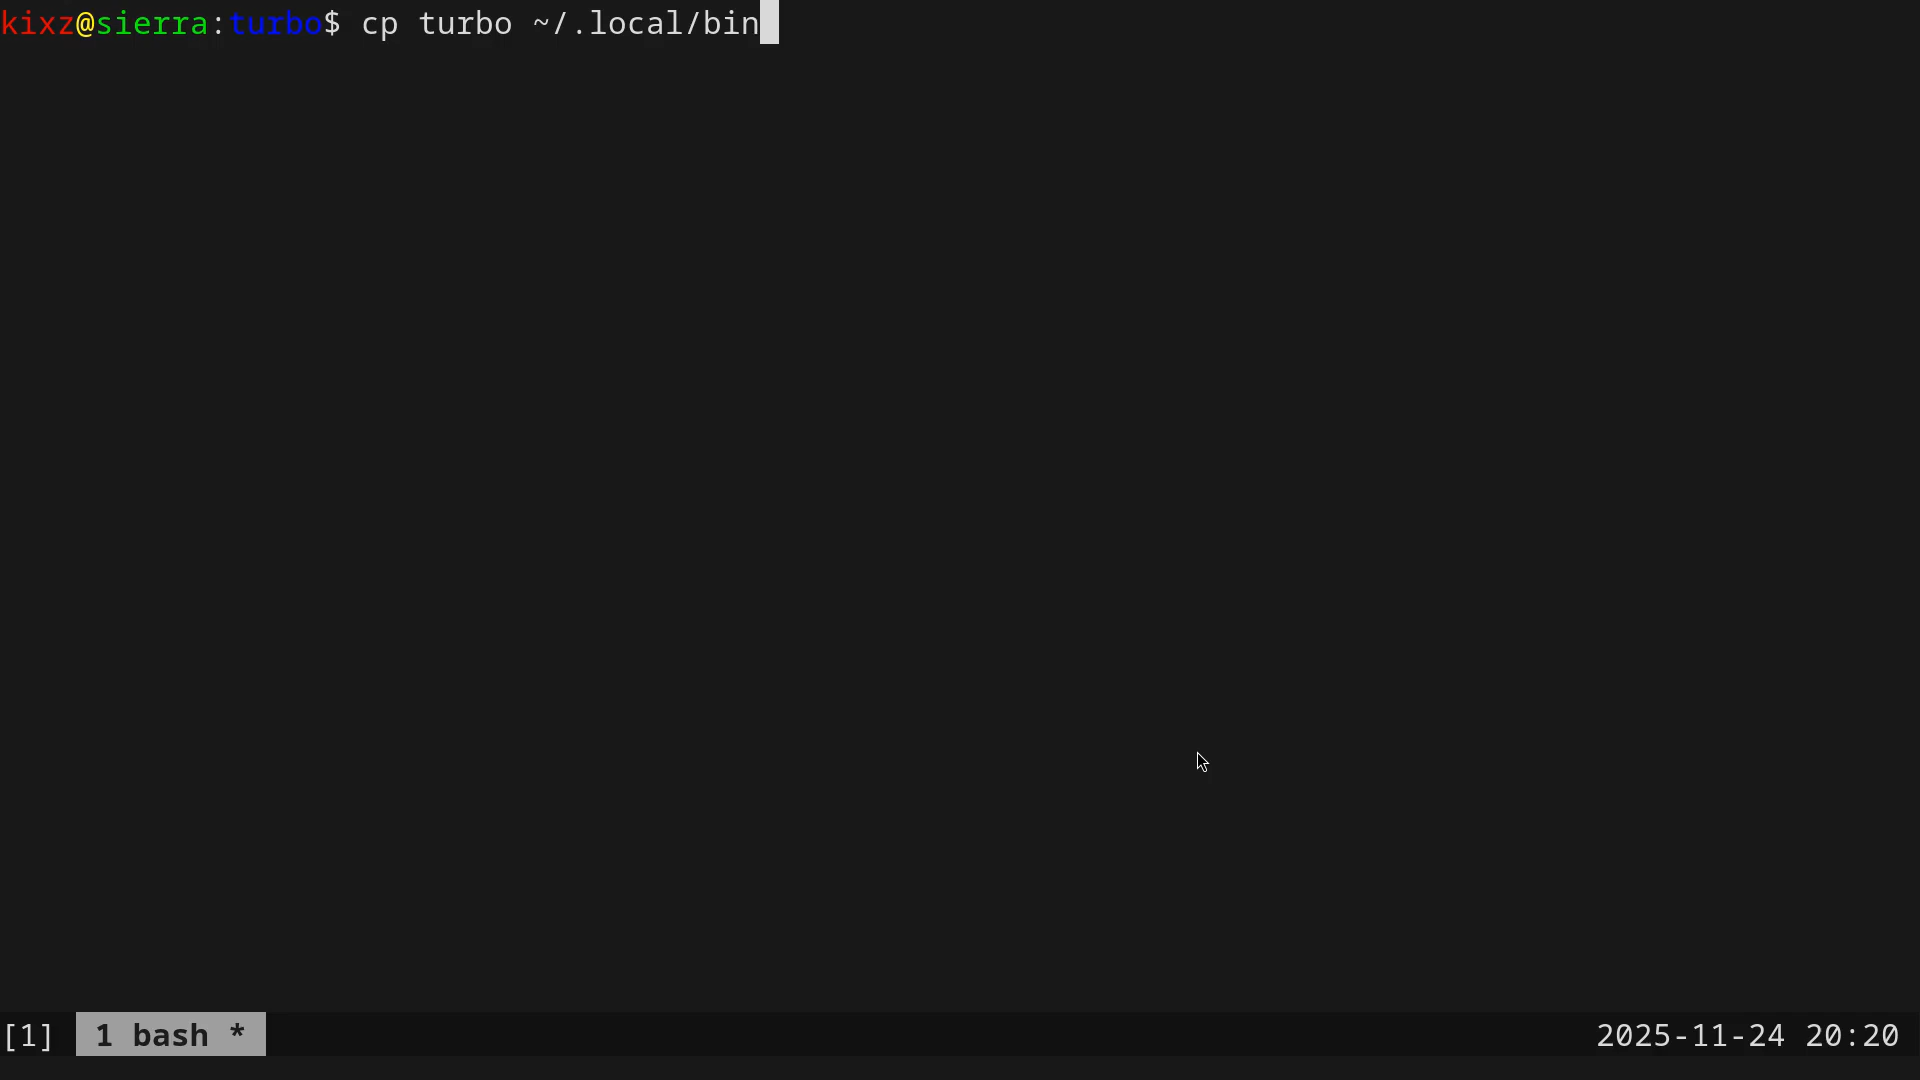 kixz@sierra:turbo$ cp turbo ~/.local/bin
[1] 1 bash * 2025-11-24 20:20